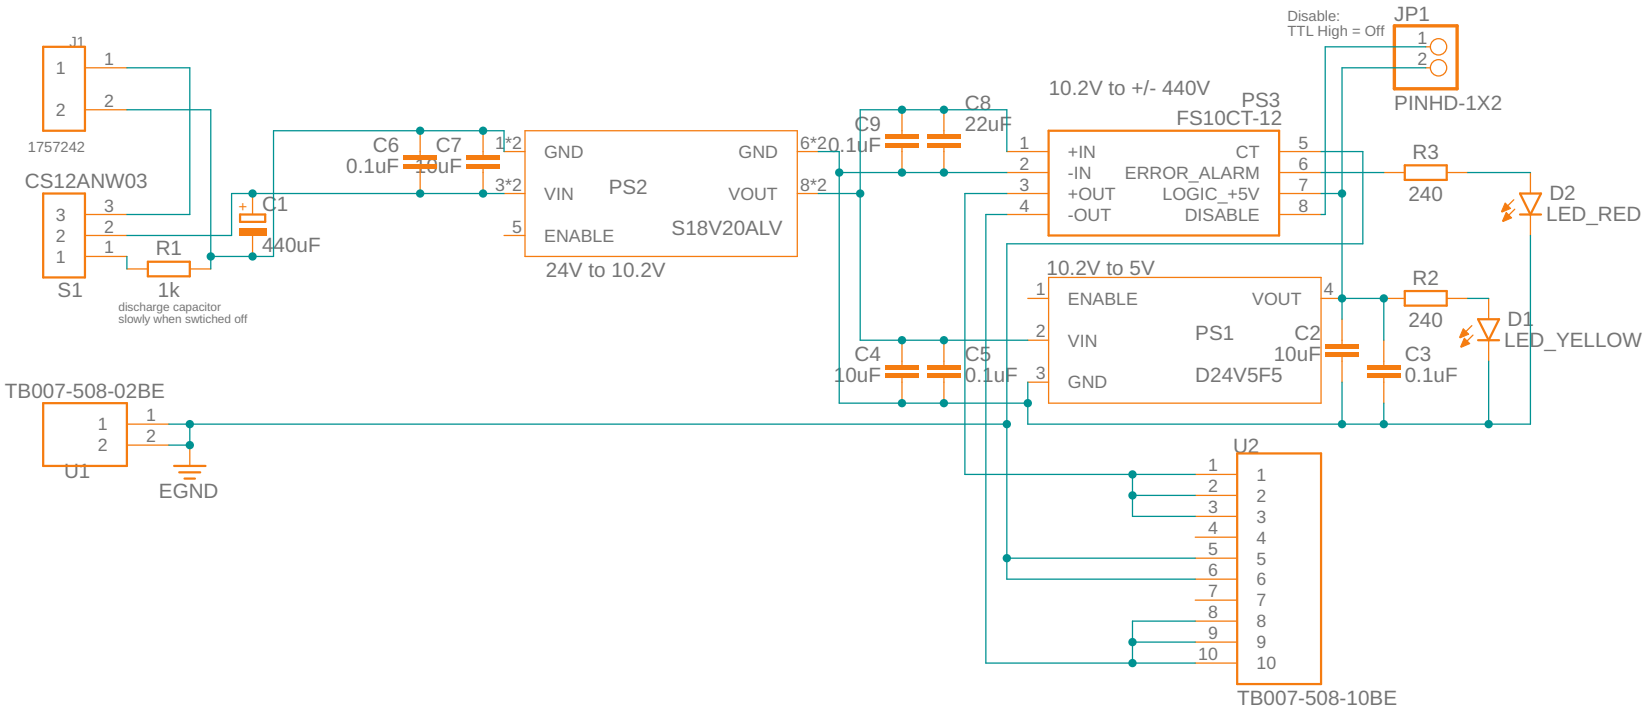 Disable:
TTL High = Off
JP1
1
2
PINHD-1X2
J1
1
2
1
2
1757242
CS12ANW03
3
2
1
3
2
1
S1
R1
1k
discharge capacitor
slowly when swtiched off
+
C1
440uF
C6
0.1uF
C7
10uF
1*2
3*2
5
GND
VIN
ENABLE
PS2
GND
VOUT
S18V20ALV
6*2
8*2
24V to 10.2V
C9
0.1uF
C8
22uF
10.2V to +/- 440V
PS3
FS10CT-12
1
2
3
4
+IN
-IN
+OUT
-OUT
CT
ERROR_ALARM
LOGIC_+5V
DISABLE
5
6
7
8
R3
240
D2
LED_RED
10.2V to 5V
1
2
3
ENABLE
VIN
GND
VOUT
PS1
D24V5F5
4
C4
10uF
C5
0.1uF
C2
10uF
C3
0.1uF
R2
240
D1
LED_YELLOW
TB007-508-02BE
1
2
1
2
U1
EGND
U2
1
2
3
4
5
6
7
8
9
10
1
2
3
4
5
6
7
8
9
10
TB007-508-10BE